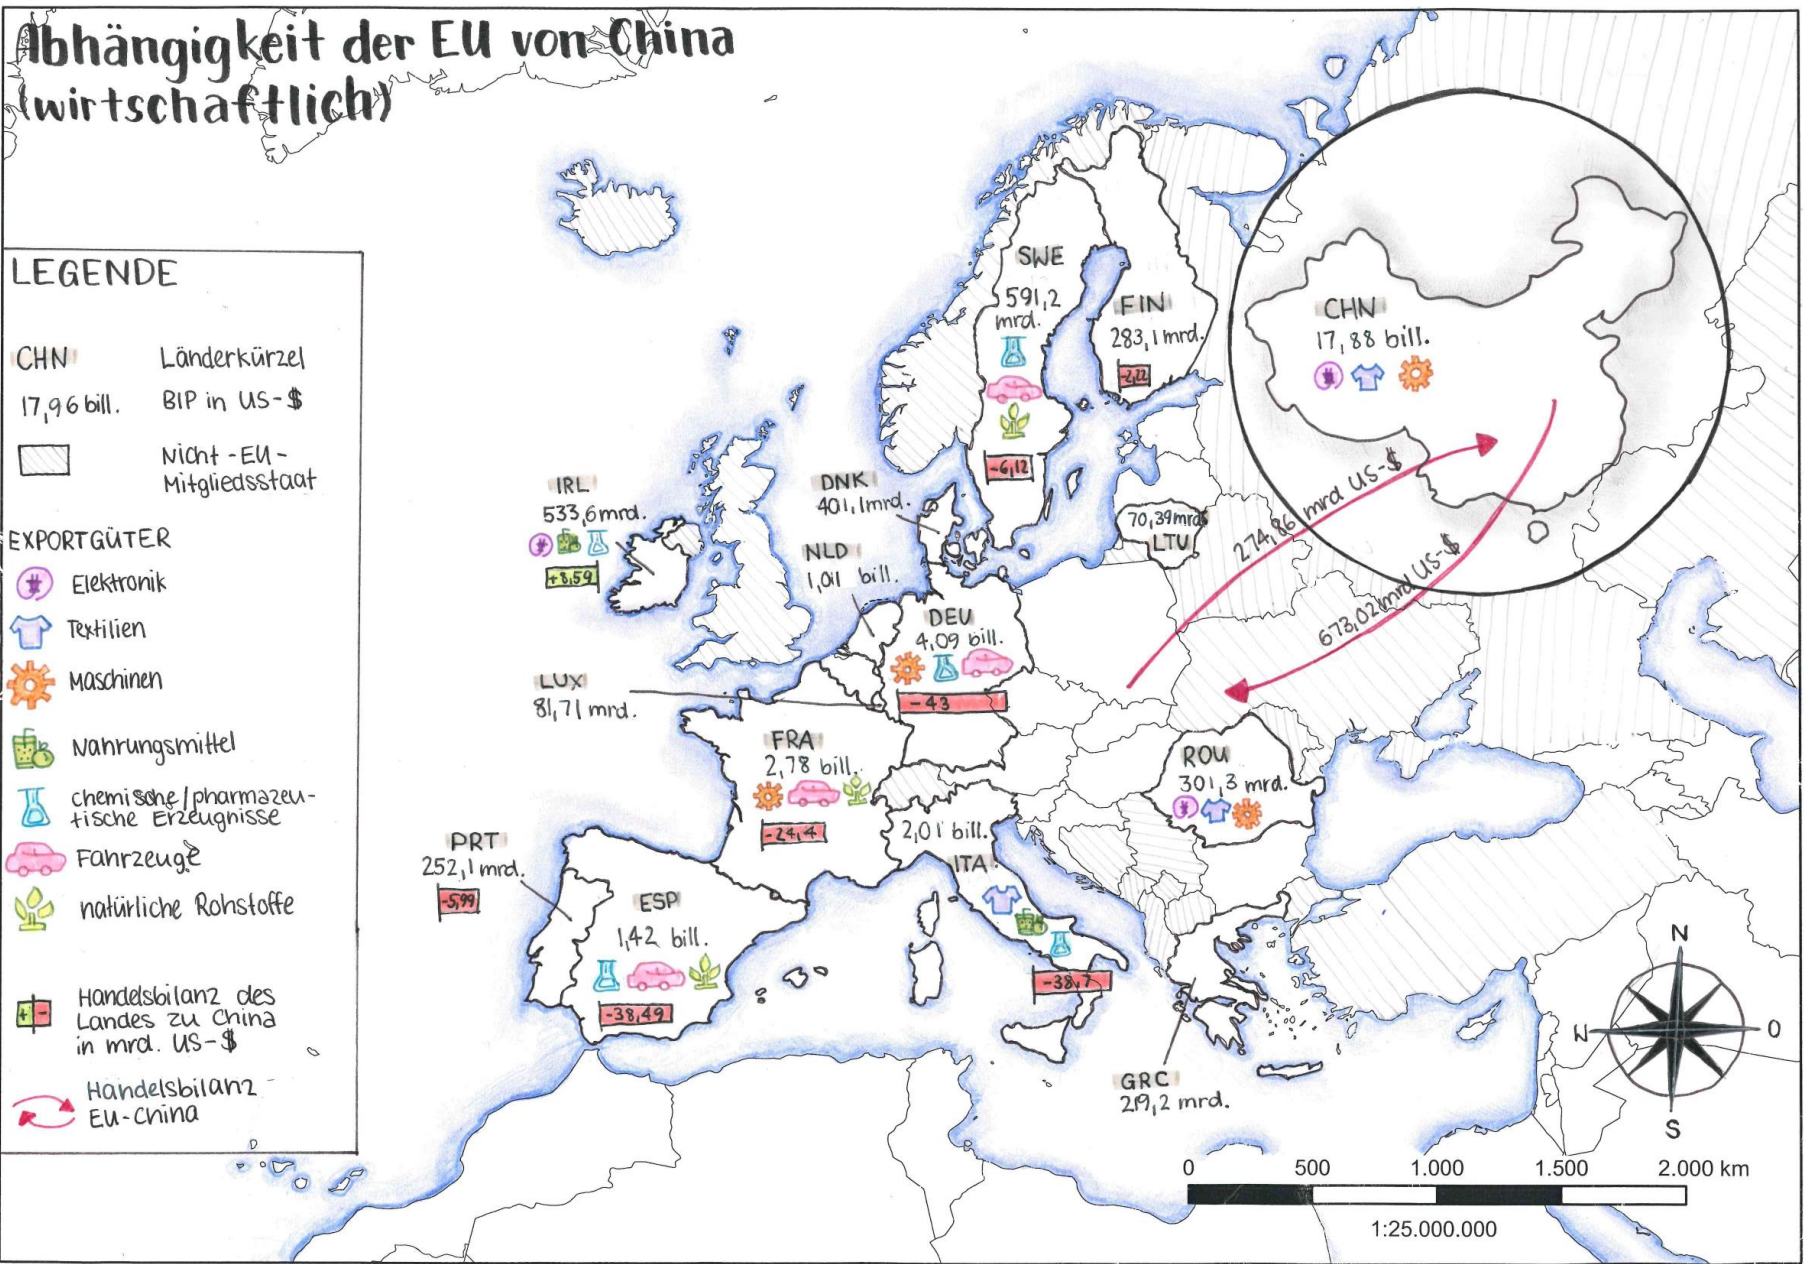 Abhängigkeit der EU von China
(wirtschaftlich)
LEGENDE
CHN Länderkürzel
17,96 bill. BIP in US-$
Nicht-EU-
Mitgliedsstaat
EXPORTGÜTER
Elektronik
Textilien
Maschinen
Nahrungsmittel
chemische/pharmazeu-
tische Erzeugnisse
Fahrzeuge
natürliche Rohstoffe
+ -
Handelsbilanz des
Landes zu China
in mrd. US-$
Handelsbilanz
EU-China
SWE
591,2
mrd.
-6,12
FIN
283,1 mrd.
-2,22
CHN
17,88 bill.
274,86 mrd US-$
673,02 mrd US-$
IRL
533,6 mrd.
+8,59
DNK
401,1 mrd.
NLD
1,011 bill.
70,39 mrd
LTU
DEU
4,09 bill.
-43
LUX
81,71 mrd.
FRA
2,78 bill.
-24,4
ROU
301,3 mrd.
2,01 bill.
ITA
-38,7
PRT
252,1 mrd.
-5,99
ESP
1,42 bill.
-38,49
GRC
219,2 mrd.
N
N O
S
0 500 1.000 1.500 2.000 km
1:25.000.000